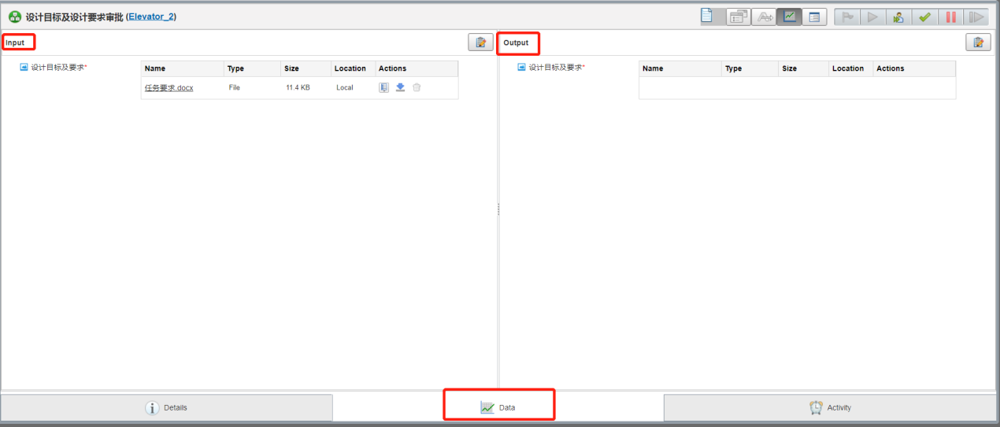 设计目标及设计要求审批 (Elevator_2)
Input
Output
设计目标及要求*
Name Type Size Location Actions
任务要求.docx File 11.4 KB Local
设计目标及要求*
Name Type Size Location Actions
Details
Data
Activity